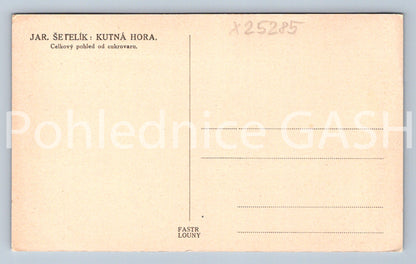 JAR. ŠETELÍK: KUTNÁ HORA.
Celkový pohled od cukrovaru.
X25285
Pohlednice GASH
FASTR
LOUNY